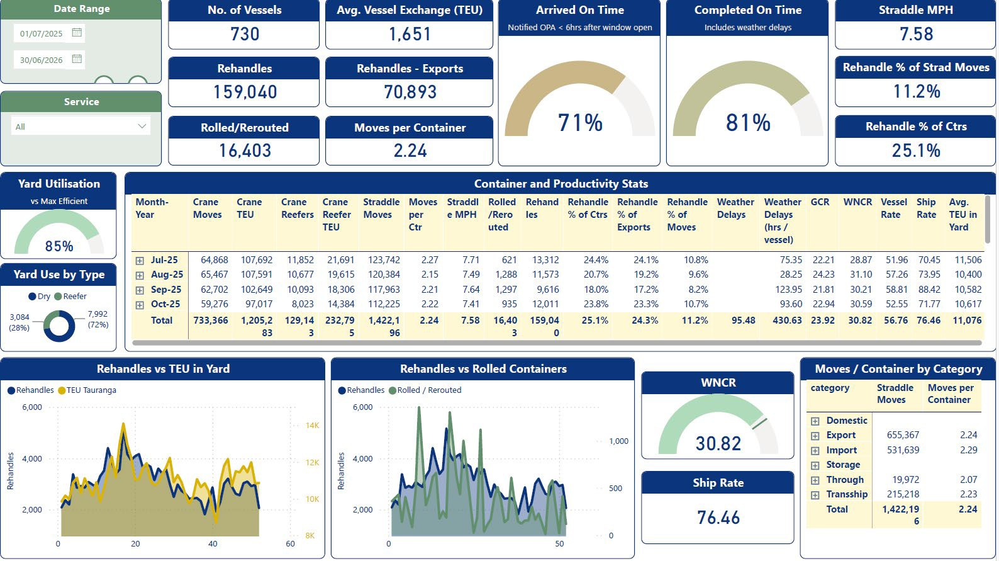 Date Range
01/07/2025
30/06/2026
Service
All
No. of Vessels
730
Avg. Vessel Exchange (TEU)
1,651
Rehandles
159,040
Rehandles - Exports
70,893
Rolled/Rerouted
16,403
Moves per Container
2.24
Arrived On Time
Notified OPA < 6hrs after window open
71%
Completed On Time
Includes weather delays
81%
Straddle MPH
7.58
Rehandle % of Strad Moves
11.2%
Rehandle % of Ctrs
25.1%
Yard Utilisation
vs Max Efficient
85%
Yard Use by Type
Dry Reefer
3,084
(28%)
7,992
(72%)
Container and Productivity Stats
Month-Year Crane Moves Crane TEU Crane Reefers Crane Reefer TEU Straddle Moves Moves per Ctr Straddle MPH Rolled/Rerouted Rehandles Rehandle % of Ctrs Rehandle % of Exports Rehandle % of Moves Weather Delays Weather Delays (hrs / vessel) GCR WNCR Vessel Rate Ship Rate Avg. TEU in Yard
Jul-25 64,868 107,692 11,852 21,691 123,742 2.27 7.71 621 13,312 24.4% 24.1% 10.8% 75.35 22.21 28.87 51.96 70.45 11,506
Aug-25 65,467 107,591 10,677 19,615 120,384 2.15 7.49 1,288 11,573 20.7% 19.2% 9.6% 28.25 24.23 31.10 57.26 73.95 10,400
Sep-25 62,702 102,649 10,093 18,306 117,963 2.21 7.64 1,297 9,616 18.0% 17.2% 8.2% 123.95 21.81 30.21 58.81 88.42 10,582
Oct-25 59,276 97,017 8,023 14,384 112,225 2.22 7.41 935 12,011 23.8% 23.3% 10.7% 93.60 22.94 30.59 52.55 71.77 10,617
Total 733,366 1,205,283 129,143 232,795 1,422,196 2.24 7.58 16,403 159,040 25.1% 24.3% 11.2% 95.48 430.63 23.92 30.82 56.76 76.46 11,076
Rehandles vs TEU in Yard
Rehandles TEU Tauranga
Rehandles
6,000
4,000
2,000
14K
12K
10K
8K
0 20 40 60
Rehandles vs Rolled Containers
Rehandles Rolled / Rerouted
Rehandles
6,000
4,000
2,000
1,000
500
0
0 50
WNCR
30.82
Ship Rate
76.46
Moves / Container by Category
category Straddle Moves Moves per Container
Domestic
Export 655,367 2.24
Import 531,639 2.29
Storage
Through 19,972 2.07
Transship 215,218 2.23
Total 1,422,196 2.24